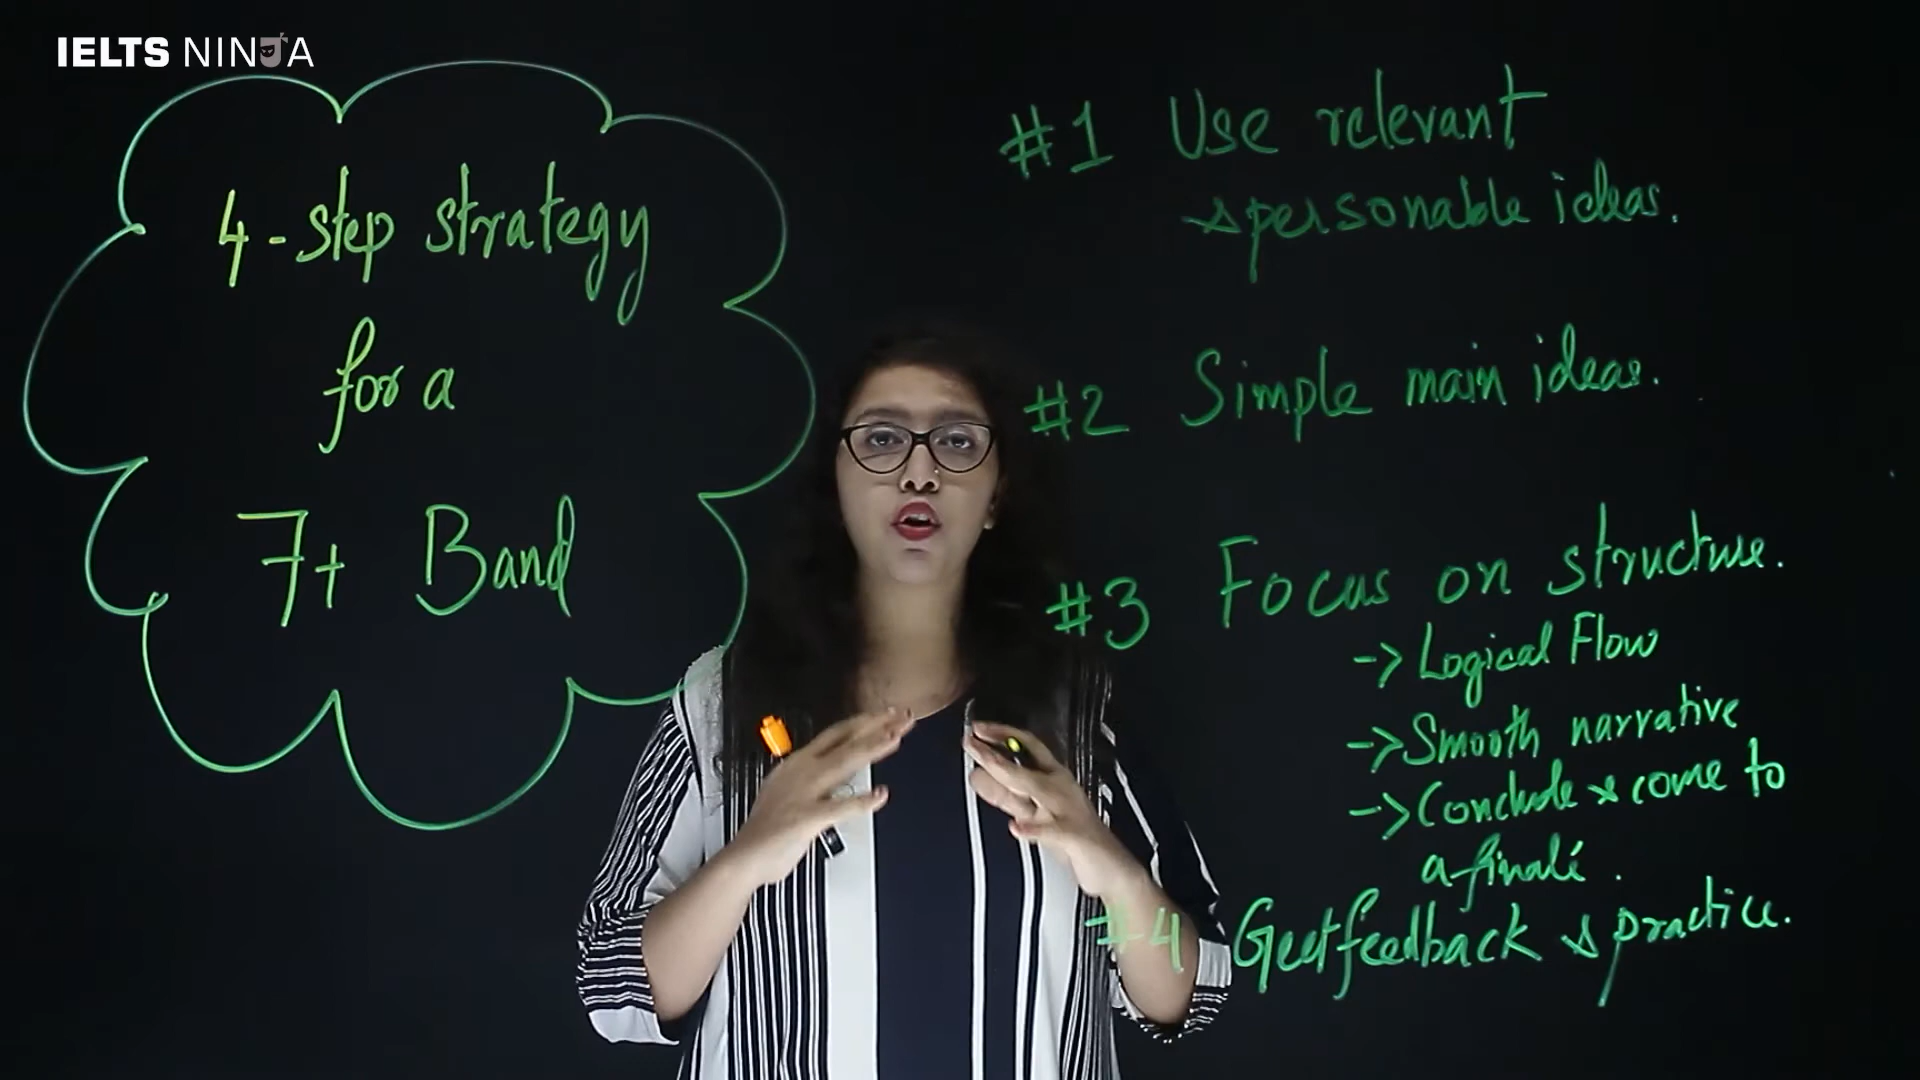 IELTS NINJA
4-step strategy
for a
7+ Band
#1 Use relevant
& personable ideas.
#2 Simple main ideas.
#3 Focus on structure.
-> Logical Flow
-> Smooth narrative
-> Conclude & come to
a finalé.
#4 Get feedback & practice.